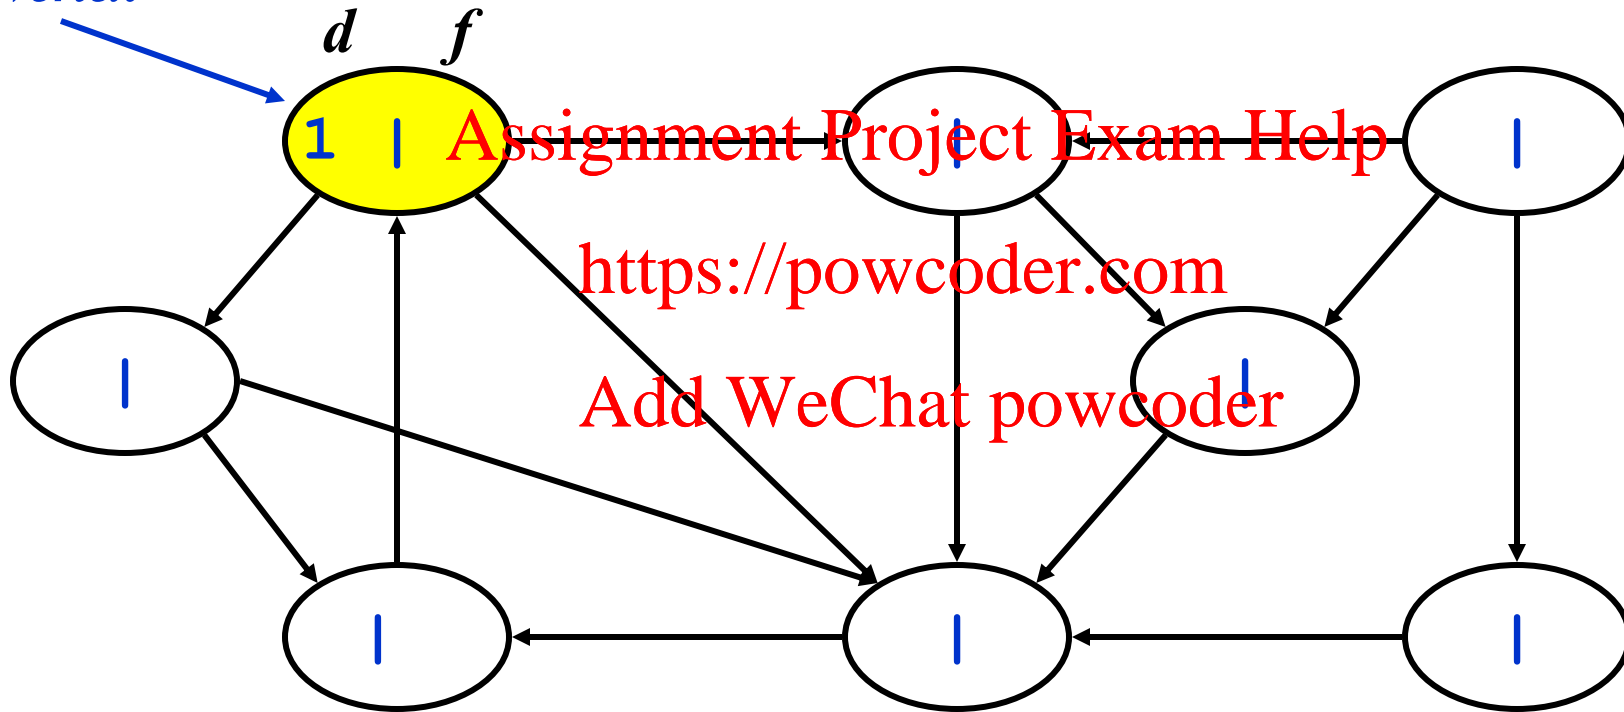 d f
1 | Assignment Project Exam Help
https://powcoder.com
Add WeChat powcoder